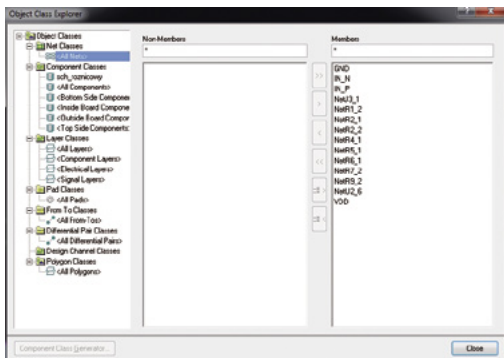 Object Class Explorer
Object Classes
Net Classes
<All Nets>
Component Classes
sch_roznicowy
<All Components>
<Bottom Side Componer
<Inside Board Compor
<Outside Board Compor
<Top Side Components>
Layer Classes
<All Layers>
<Component Layers>
<Electrical Layers>
<Signal Layers>
Pad Classes
<All Pads>
From To Classes
<All From-Tos>
Differential Pair Classes
<All Differential Pairs>
Design Channel Classes
Polygon Classes
<All Polygons>
Non-Members
*
Members
*
GND
IN_N
IN_P
NetU3_1
NetR1_2
NetR2_1
NetR2_2
NetR4_1
NetR5_1
NetR6_1
NetR7_2
NetR9_2
NetU2_6
VDD
Component Class Generator...
Close